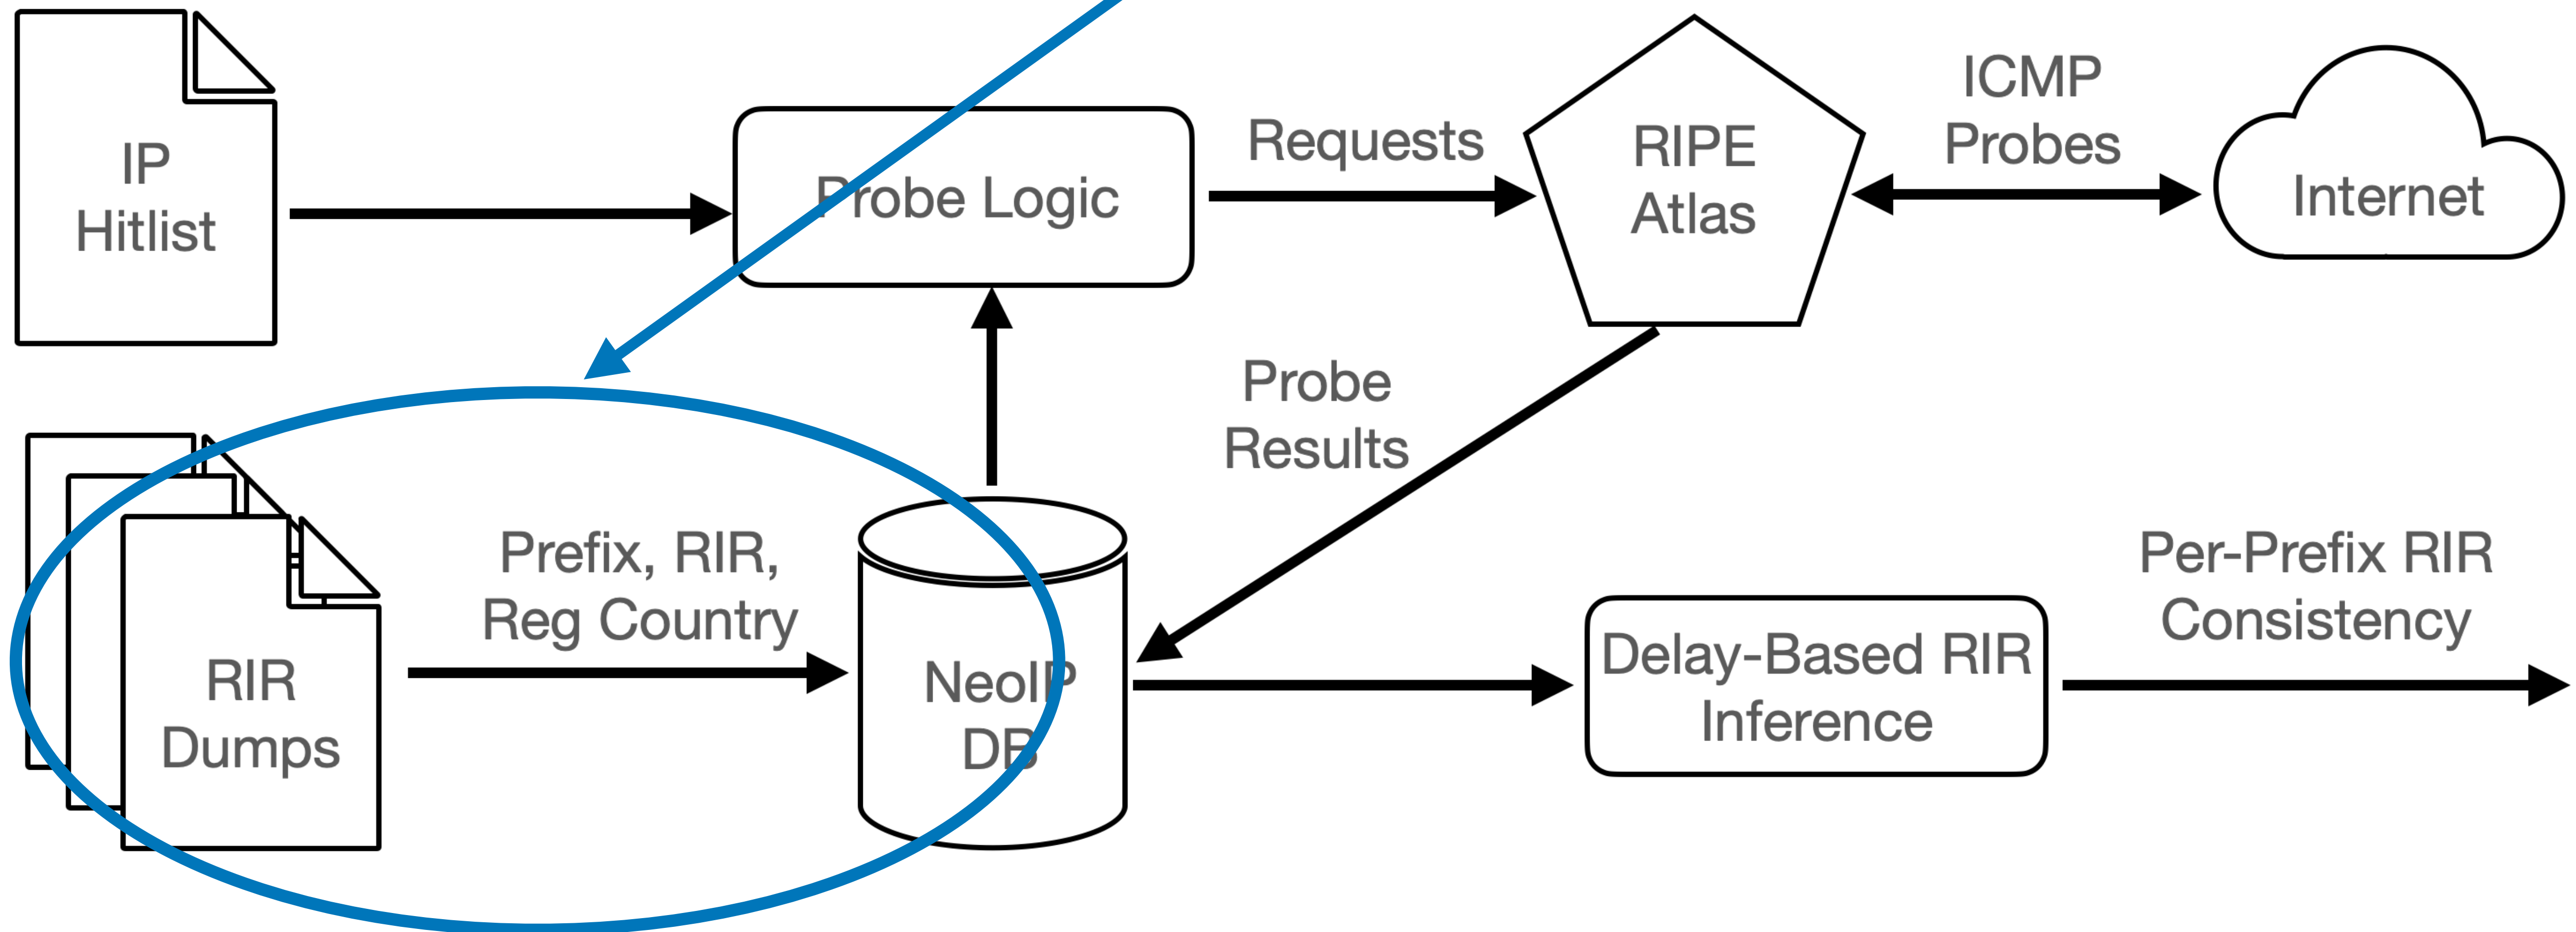 IP
Hitlist
Probe Logic
Requests
RIPE
Atlas
ICMP
Probes
Internet
Probe
Results
RIR
Dumps
Prefix, RIR,
Reg Country
NeoIP
DB
Delay-Based RIR
Inference
Per-Prefix RIR
Consistency